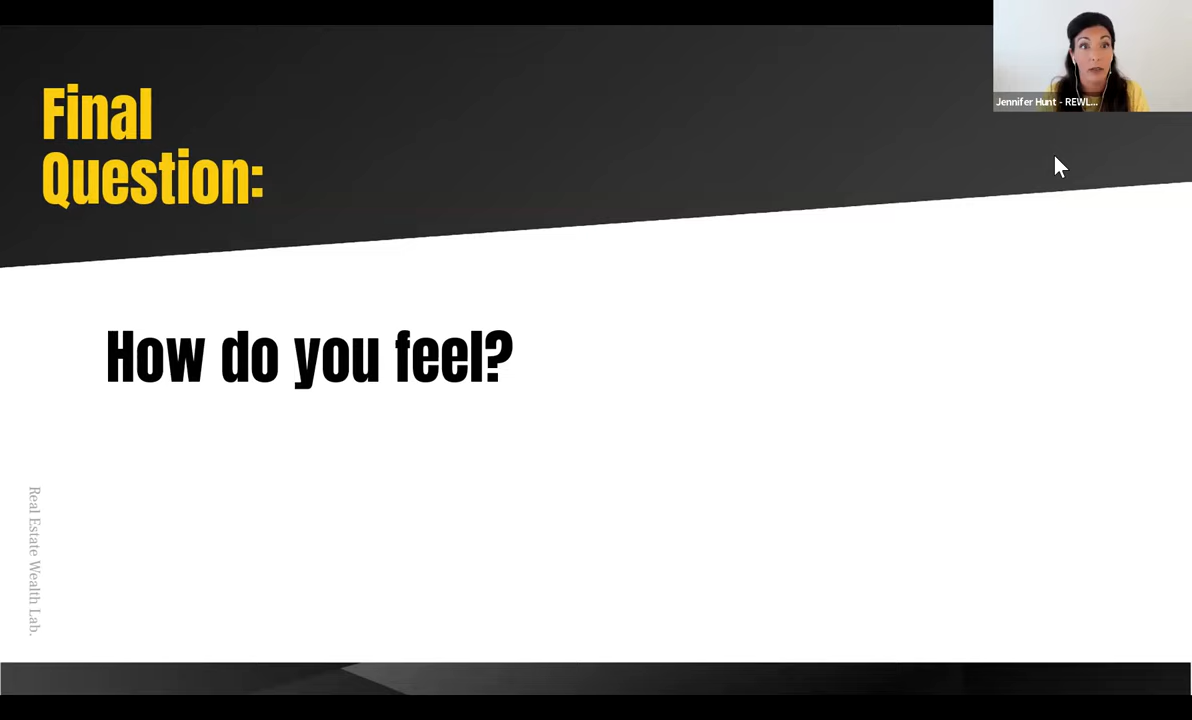 Final
Question:
Jennifer Hunt - REWL...
How do you feel?
Real Estate Wealth Lab.